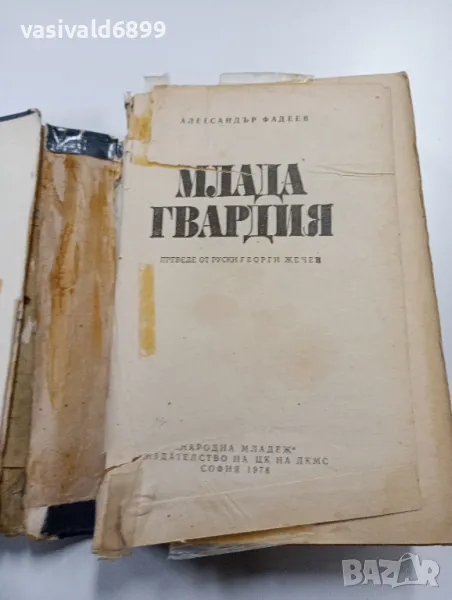 vasivald6899
АЛЕКСАНДЪР ФАДЕЕВ
МЛАДА
ГВАРДИЯ
ПРЕВЕДЕ ОТ РУСКИ ГЕОРГИ ЖЕЧЕВ
„НАРОДНА МЛАДЕЖ“
ИЗДАТЕЛСТВО НА ЦК НА ДКМС
СОФИЯ 1978
BAZAR